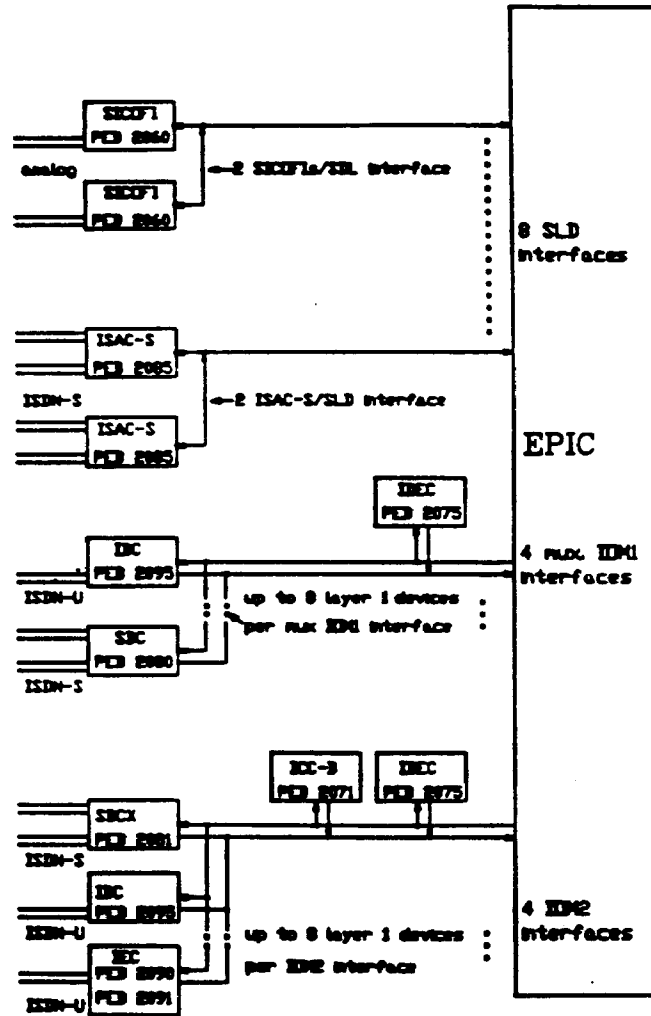 SICOFI
PEB 2060
analog
2 SICOFIs/SDL interface
SICOFI
PEB 2060
8 SLD
interfaces
ISAC-S
PEB 2085
ISDN-S
2 ISAC-S/SLD interface
ISAC-S
PEB 2085
EPIC
IDEC
PEB 2075
IBC
PEB 2095
ISDN-U
4 mux. IOM1
interfaces
up to 8 layer 1 devices
per mux IOM1 interface
SBC
PEB 2080
ISDN-S
ICC-B
PEB 2071
IDEC
PEB 2075
SBCX
PEB 2081
ISDN-S
IBC
PEB 2095
ISDN-U
4 IOM2
interfaces
up to 8 layer 1 devices
per IOM2 interface
IEC
PEB 2090
PEB 2091
ISDN-U